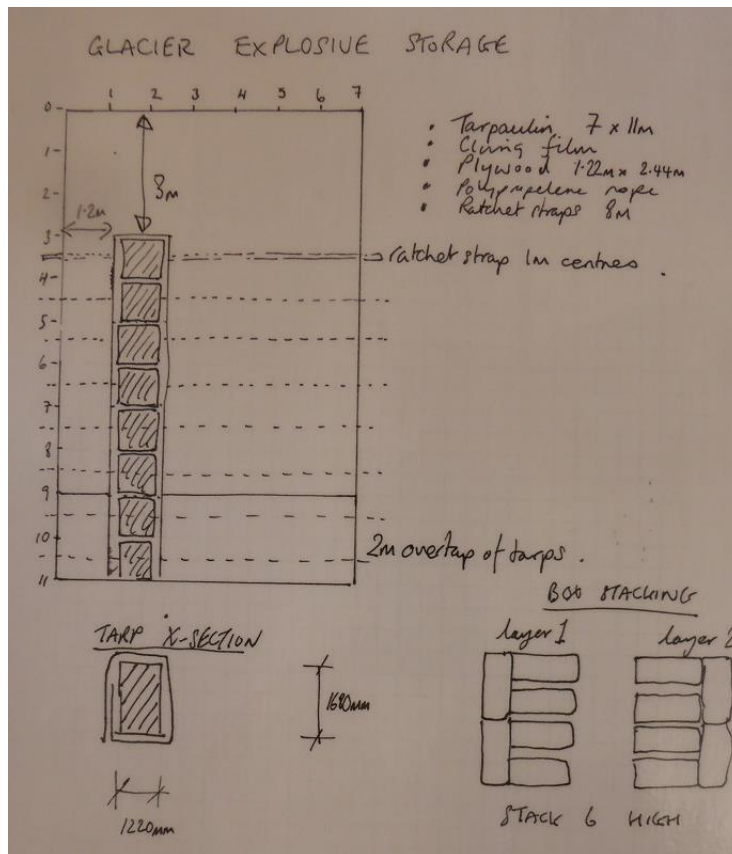 GLACIER EXPLOSIVE STORAGE
1 2 3 4 5 6 7
0
1
2
3
4
5
6
7
8
9
10
11
3m
1.2m
• Tarpaulin 7 x 11m
• Cling film
• Plywood 1.22m x 2.44m
• Polypropelene rope
• Ratchet straps 8m
ratchet strap 1m centres.
2m overlap of tarps.
TARP X-SECTION
1680mm
1220mm
BOX STACKING
layer 1
layer 2
STACK 6 HIGH